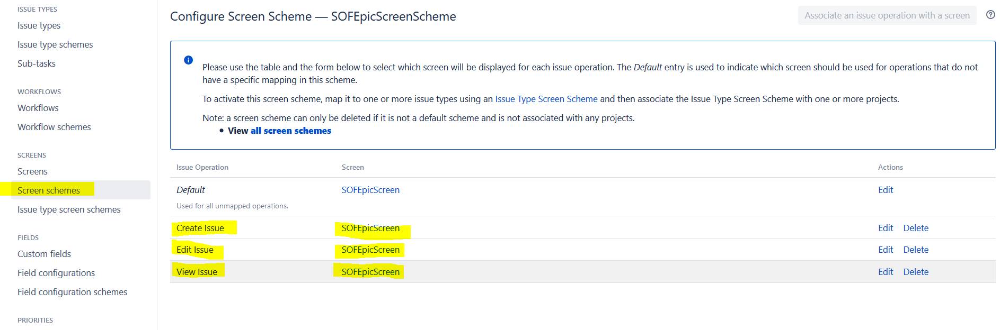 ISSUE TYPES
Issue types
Issue type schemes
Sub-tasks
WORKFLOWS
Workflows
Workflow schemes
SCREENS
Screens
Screen schemes
Issue type screen schemes
FIELDS
Custom fields
Field configurations
Field configuration schemes
PRIORITIES
Configure Screen Scheme — SOFEpicScreenScheme
Associate an issue operation with a screen
Please use the table and the form below to select which screen will be displayed for each issue operation. The Default entry is used to indicate which screen should be used for operations that do not
have a specific mapping in this scheme.
To activate this screen scheme, map it to one or more issue types using an Issue Type Screen Scheme and then associate the Issue Type Screen Scheme with one or more projects.
Note: a screen scheme can only be deleted if it is not a default scheme and is not associated with any projects.
• View all screen schemes
Issue Operation Screen Actions
Default SOFEpicScreen Edit
Used for all unmapped operations.
Create Issue SOFEpicScreen Edit Delete
Edit Issue SOFEpicScreen Edit Delete
View Issue SOFEpicScreen Edit Delete